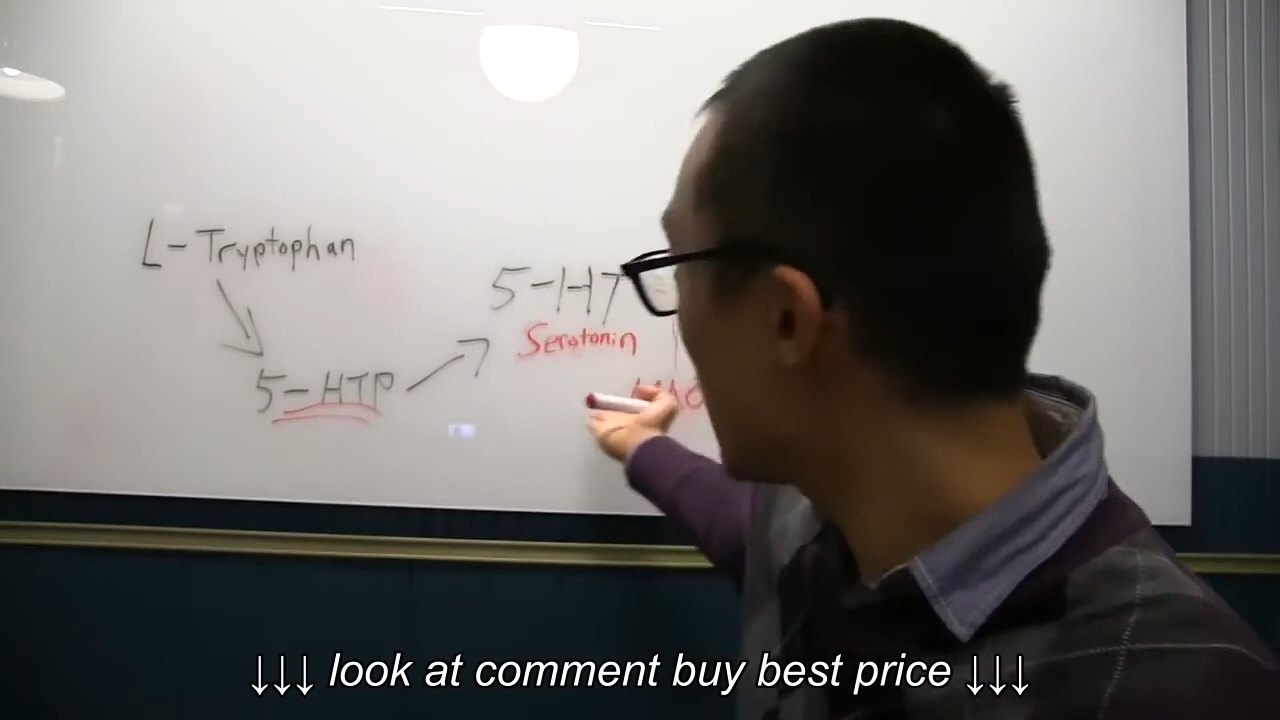 L-Tryptophan
5-HT
Serotonin
5-HTP
↓↓↓ look at comment buy best price ↓↓↓